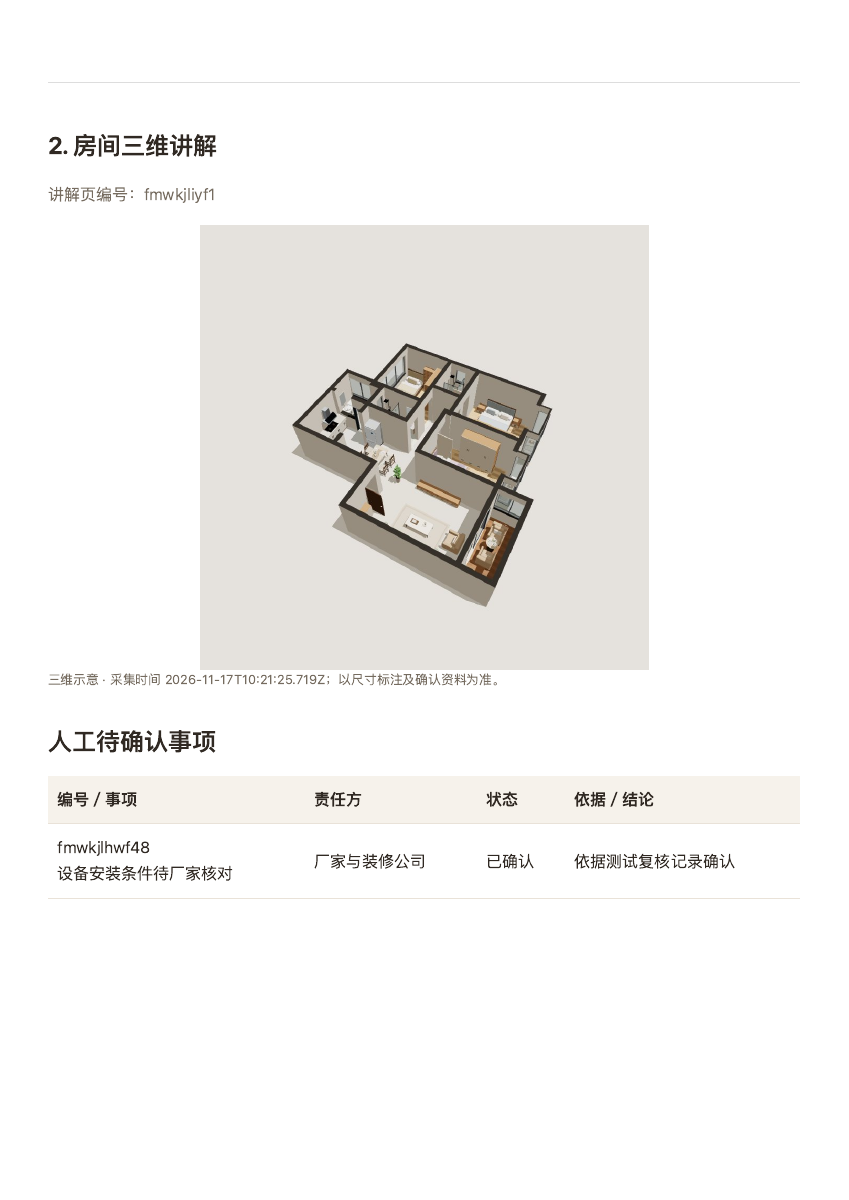 2. 房间三维讲解
讲解页编号：fmwkjliyf1
三维示意 · 采集时间 2026-11-17T10:21:25.719Z；以尺寸标注及确认资料为准。
人工待确认事项
编号 / 事项 责任方 状态 依据 / 结论
fmwkjlhwf48
设备安装条件待厂家核对 厂家与装修公司 已确认 依据测试复核记录确认